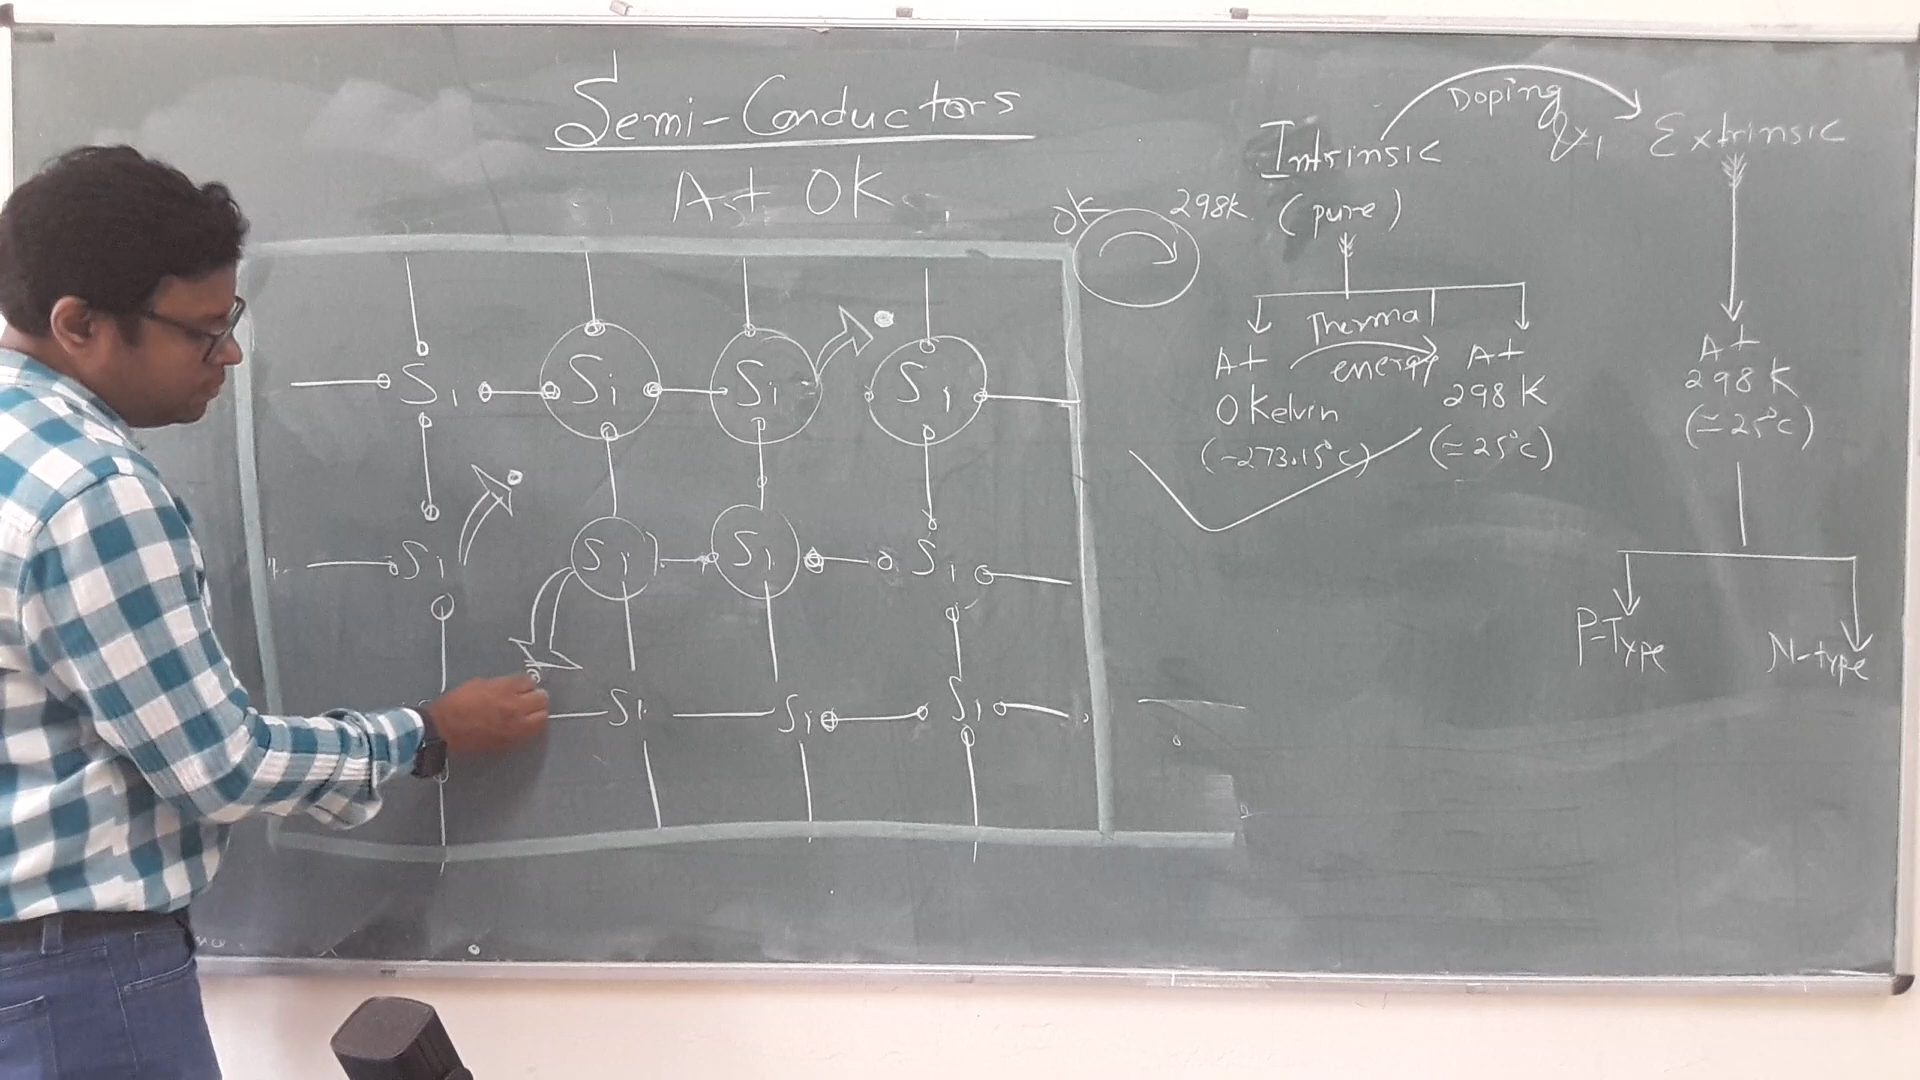 Semi-Conductors
At 0K
Si Si Si Si
Si Si Si Si
Si Si Si
0K 298K
Doping
Intrinsic Extrinsic
(pure)
Thermal
energy
At
0 Kelvin
(-273.15°C)
At
298 K
(≈25°C)
At
298 K
(≈25°C)
P-Type N-type